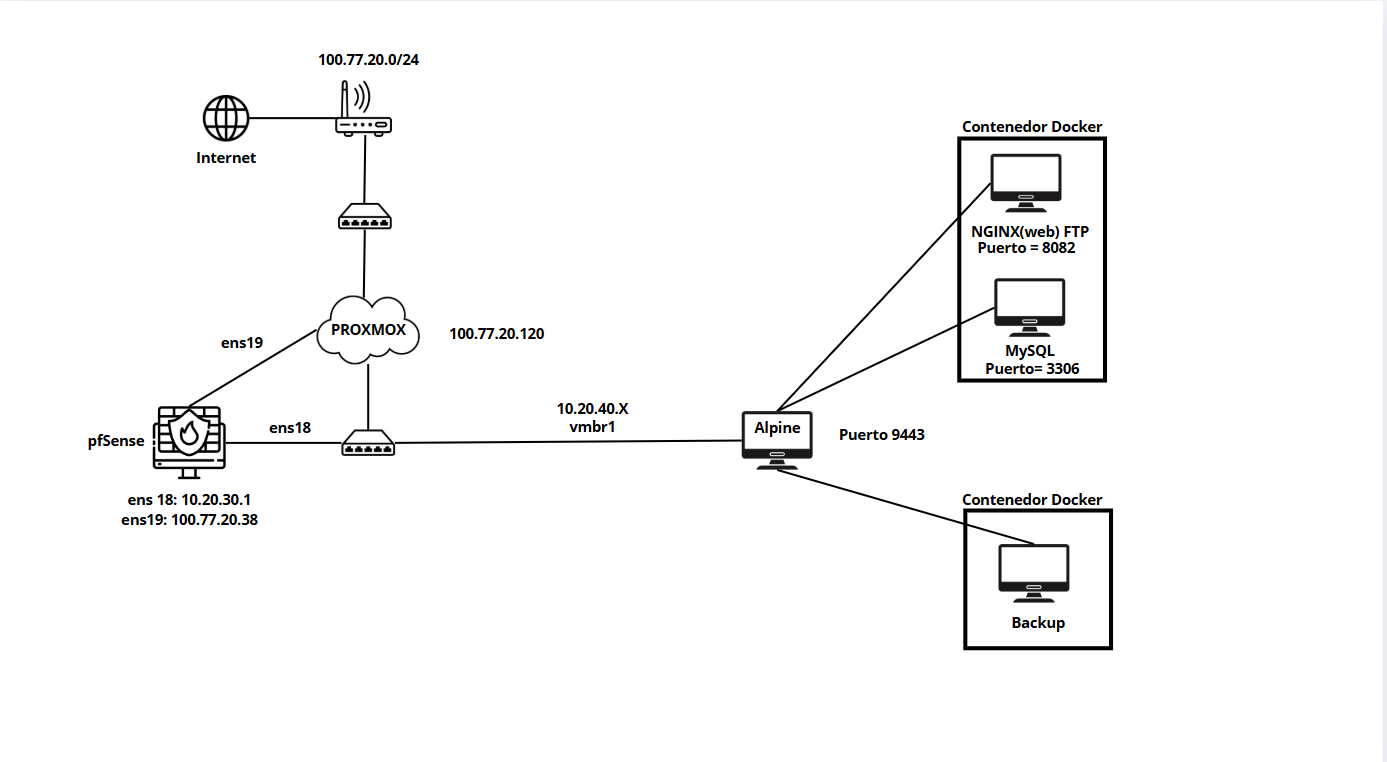 100.77.20.0/24
Internet
PROXMOX
100.77.20.120
ens19
pfSense
ens18
ens 18: 10.20.30.1
ens19: 100.77.20.38
10.20.40.X
vmbr1
Alpine
Puerto 9443
Contenedor Docker
NGINX(web) FTP
Puerto = 8082
MySQL
Puerto= 3306
Contenedor Docker
Backup